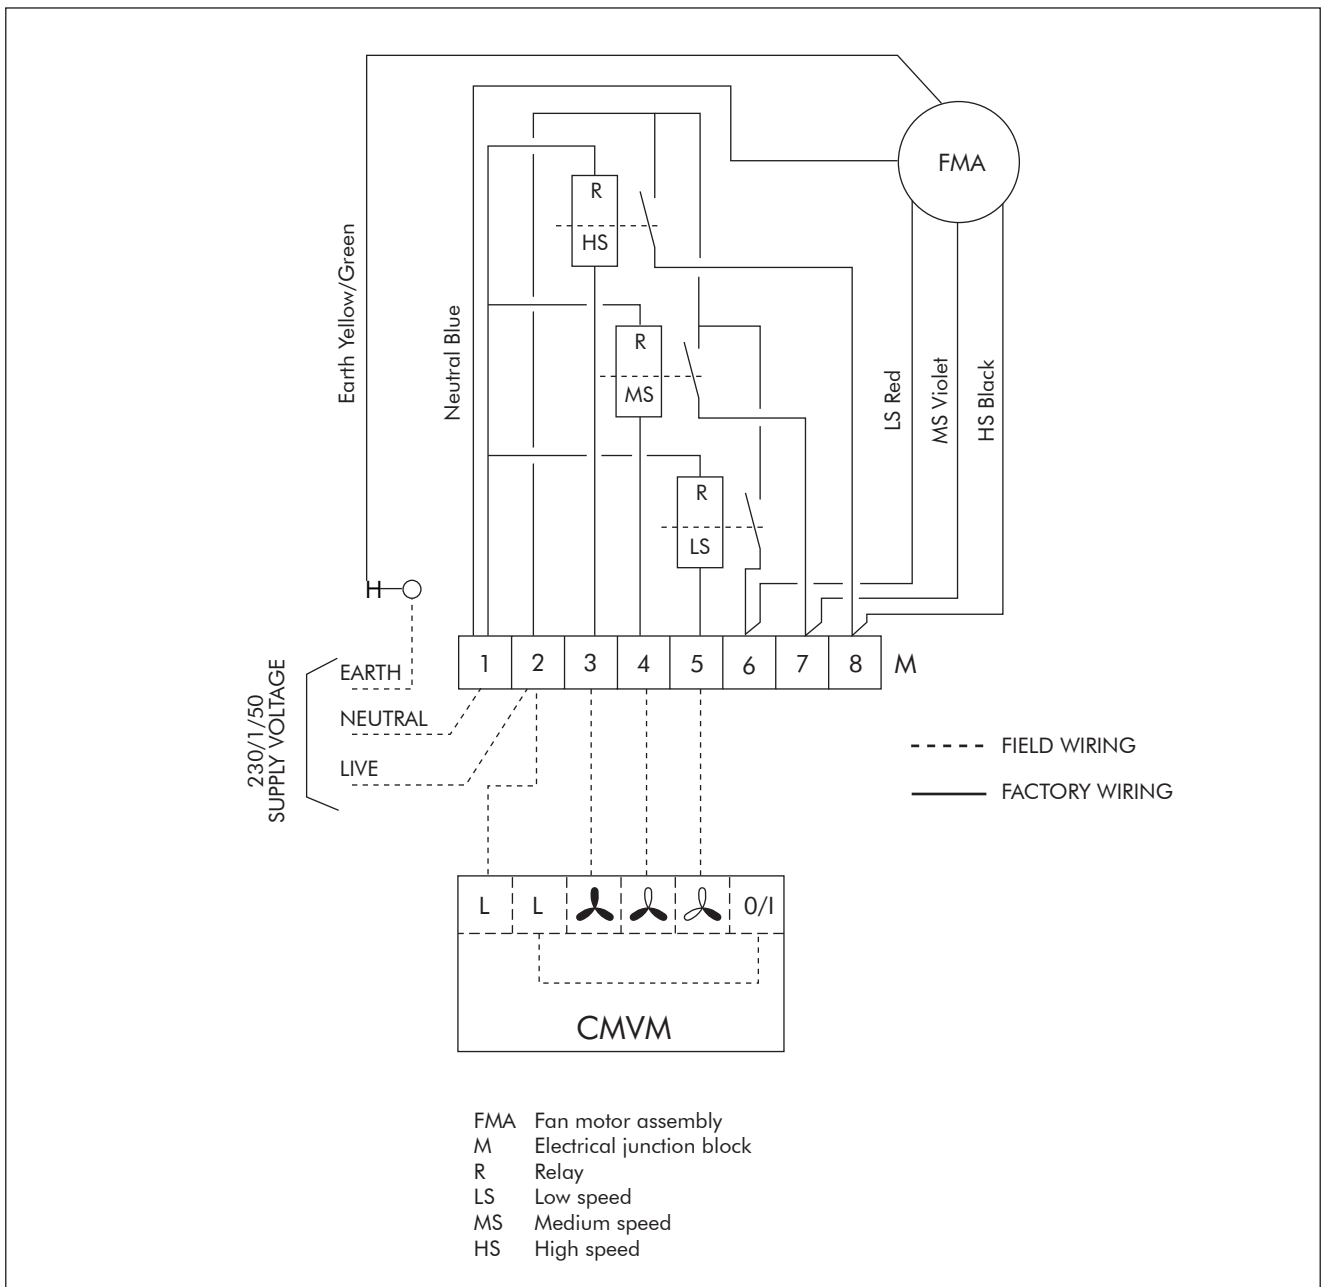 FMA
R
HS
Earth Yellow/Green
Neutral Blue
R
MS
LS Red
MS Violet
HS Black
R
LS
1 2 3 4 5 6 7 8 M
230/1/50
SUPPLY VOLTAGE
EARTH
NEUTRAL
LIVE
FIELD WIRING
FACTORY WIRING
L L 0/I
CMVM
FMA Fan motor assembly
M Electrical junction block
R Relay
LS Low speed
MS Medium speed
HS High speed